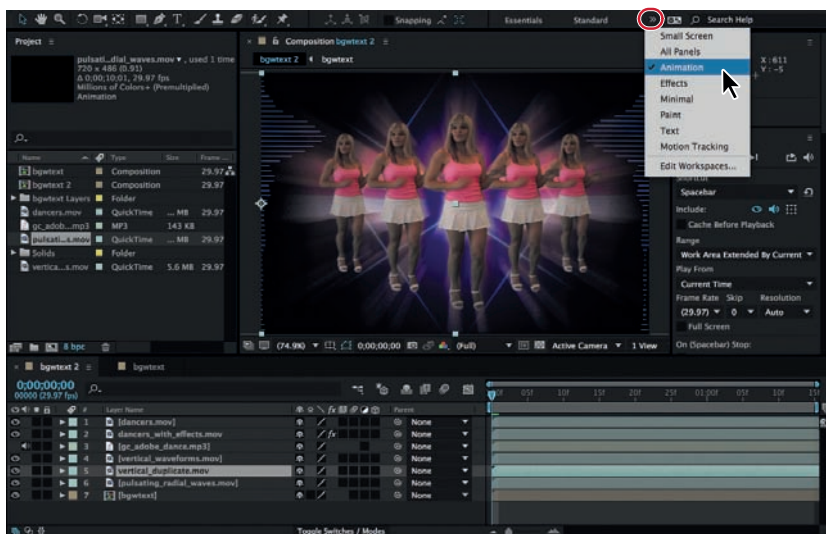 Snapping
Essentials
Standard
»
Search Help
Project
Composition bgwtext 2
Small Screen
All Panels
Animation
Effects
Minimal
Paint
Text
Motion Tracking
Edit Workspaces...
pulsati...dial_waves.mov ▼, used 1 time
720 x 486 (0.91)
Δ 0;00;10;01, 29.97 fps
Millions of Colors+ (Premultiplied)
Animation
bgwtext 2
bgwtext
X : 611
Y : -5
Name Type Size Frame ...
bgwtext Composition 29.97
bgwtext 2 Composition 29.97
bgwtext Layers Folder
dancers.mov QuickTime ... MB 29.97
gc_adob...mp3 MP3 143 KB
pulsati...s.mov QuickTime ... MB 29.97
Solids Folder
vertica...s.mov QuickTime 5.6 MB 29.97
8 bpc
Shortcut
Spacebar
Include:
Cache Before Playback
Range
Work Area Extended By Current
Play From
Current Time
Frame Rate Skip Resolution
(29.97) 0 Auto
Full Screen
On (Spacebar) Stop:
(74.9%) 0;00;00;00 (Full) Active Camera 1 View
bgwtext 2
bgwtext
0;00;00;00
00000 (29.97 fps)
05f 10f 15f 20f 25f 01;00f 05f 10f 15f
# Layer Name Parent
1 [dancers.mov] None
2 dancers_with_effects.mov fx None
3 [gc_adobe_dance.mp3] None
4 [vertical_waveforms.mov] None
5 vertical_duplicate.mov None
6 [pulsating_radial_waves.mov] None
7 [bgwtext] None
Toggle Switches / Modes